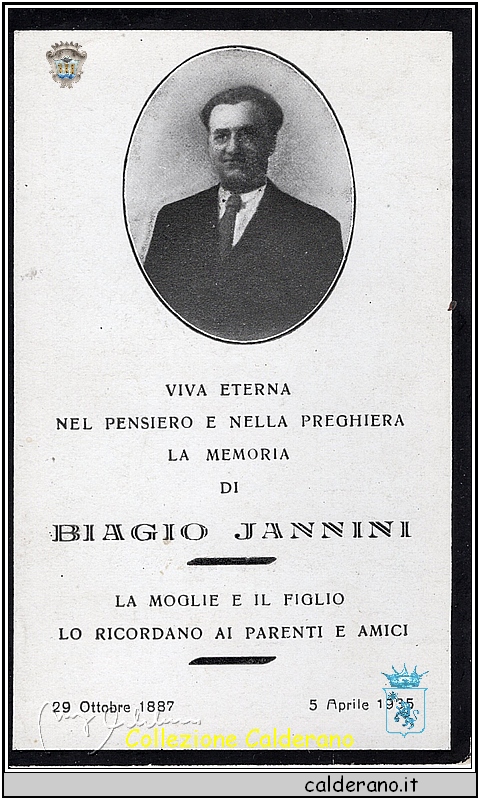 VIVA ETERNA
NEL PENSIERO E NELLA PREGHIERA
LA MEMORIA
DI
BIAGIO JANNINI
LA MOGLIE E IL FIGLIO
LO RICORDANO AI PARENTI E AMICI
29 Ottobre 1887 5 Aprile 1935
Collezione Calderano
calderano.it